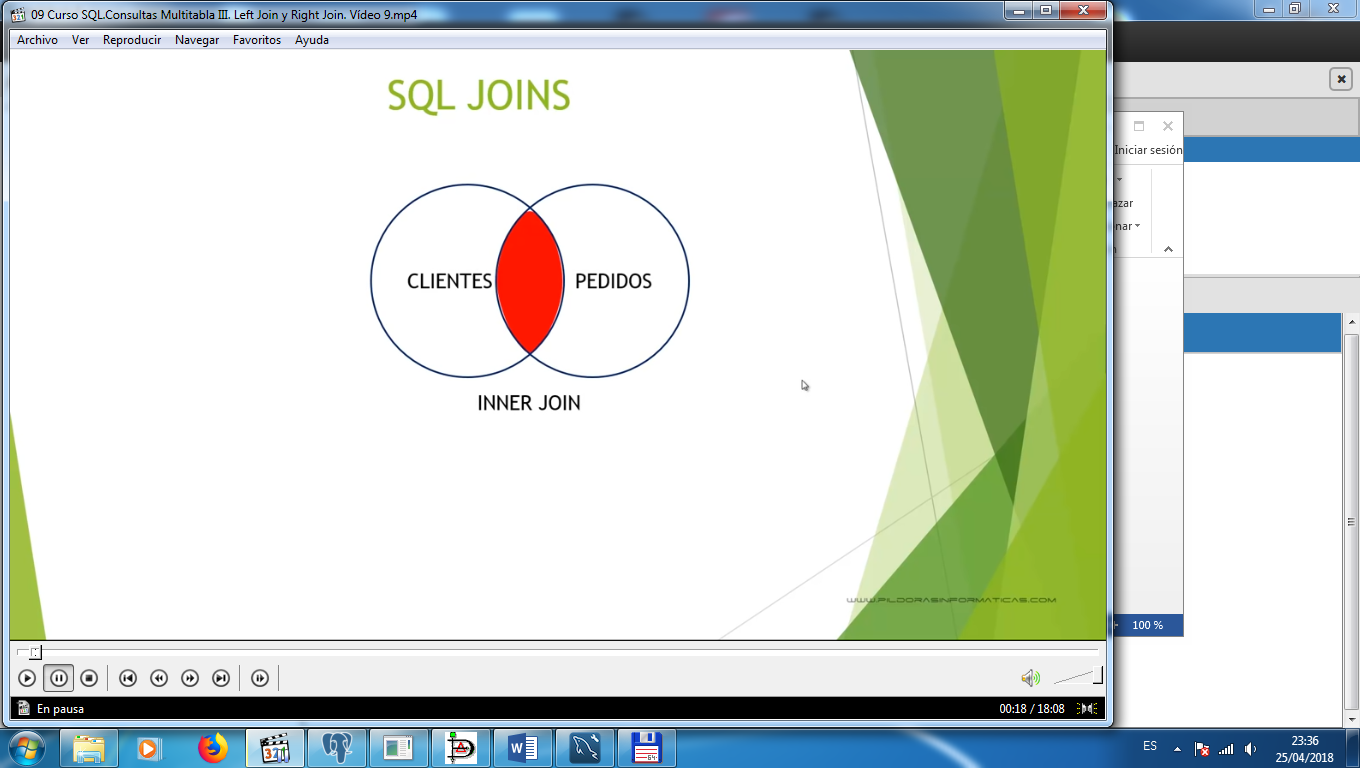 09 Curso SQL.Consultas Multitabla III. Left Join y Right Join. Vídeo 9.mp4
Archivo Ver Reproducir Navegar Favoritos Ayuda
SQL JOINS
CLIENTES PEDIDOS
INNER JOIN
WWW.PILDORASINFORMATICAS.COM
Iniciar sesión
100 %
En pausa
00:18 / 18:08
ES
23:36
25/04/2018